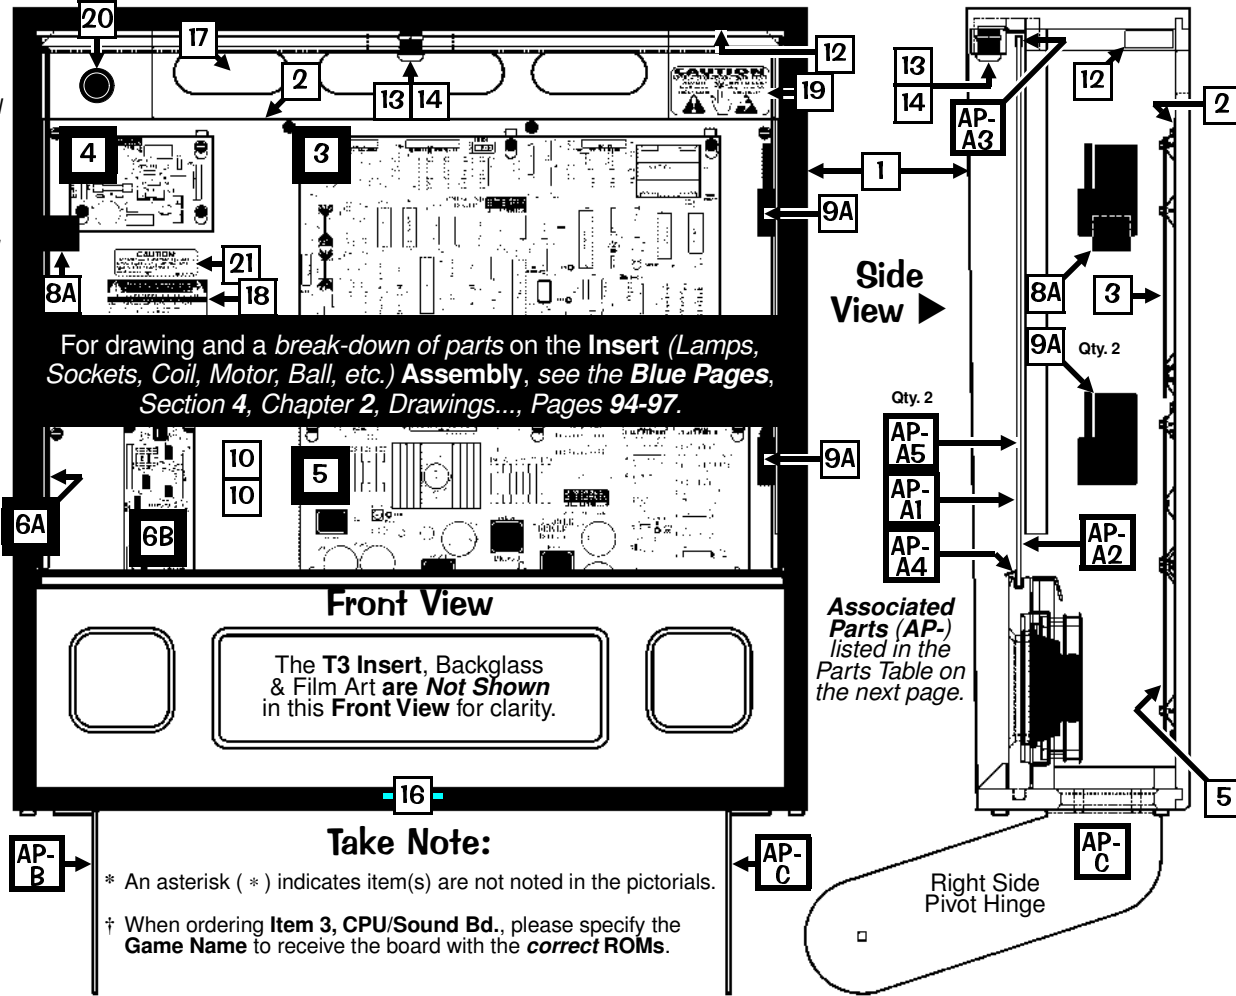 20
17
2
13
14
12
19
CAUTION
4
3
1
9A
8A
CAUTION
21
18
For drawing and a break-down of parts on the Insert (Lamps,
Sockets, Coil, Motor, Ball, etc.) Assembly, see the Blue Pages,
Section 4, Chapter 2, Drawings..., Pages 94-97.
10
10
5
9A
6A
6B
Front View
The T3 Insert, Backglass
& Film Art are Not Shown
in this Front View for clarity.
16
AP-
B
AP-
C
Take Note:
* An asterisk ( * ) indicates item(s) are not noted in the pictorials.
† When ordering Item 3, CPU/Sound Bd., please specify the
Game Name to receive the board with the correct ROMs.
13
14
AP-
A3
12
2
Side
View ▶
8A
3
9A
Qty. 2
Qty. 2
AP-
A5
AP-
A1
AP-
A4
AP-
A2
Associated
Parts (AP-)
listed in the
Parts Table on
the next page.
5
AP-
C
Right Side
Pivot Hinge